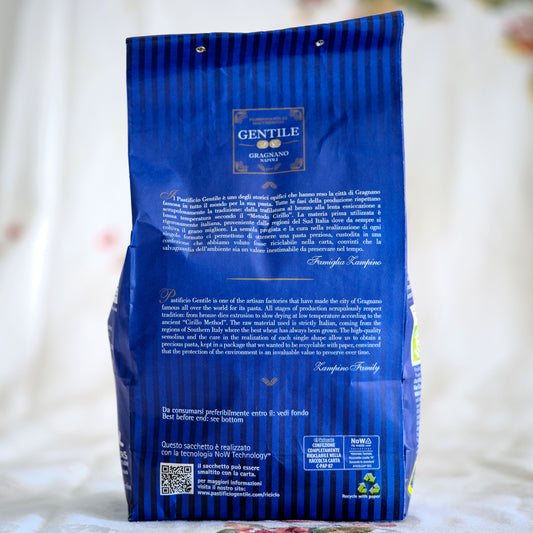 GENTILE
GRAGNANO
NAPOLI
Il Pastificio Gentile è uno degli storici opifici che hanno reso la città di Gragnano
famosa in tutto il mondo per la sua pasta. Tutte le fasi della produzione rispettano
scrupolosamente la tradizione: dalla trafilatura al bronzo alla lenta essiccazione a
bassa temperatura secondo il "Metodo Cirillo". La materia prima utilizzata è
rigorosamente italiana, proveniente dalle regioni del Sud Italia dove da sempre si
coltiva il grano migliore. La semola pregiata e la cura nella realizzazione di ogni
singolo formato ci permettono di ottenere una pasta preziosa, custodita in una
confezione che abbiamo voluto fosse riciclabile nella carta, convinti che la
salvaguardia dell'ambiente sia un valore inestimabile da preservare nel tempo.
Famiglia Zampino
Pastificio Gentile is one of the artisan factories that have made the city of Gragnano
famous all over the world for its pasta. All stages of production scrupulously respect
tradition: from bronze dies extrusion to slow drying at low temperature according to the
ancient "Cirillo Method". The raw material used is strictly Italian, coming from the
regions of Southern Italy where the best wheat has always been grown. The high-quality
semolina and the care in the realization of each single shape allow us to obtain a
precious pasta, kept in a package that we wanted to be recyclable with paper, convinced
that the protection of the environment is an invaluable value to preserve over time.
Zampino Family
Da consumarsi preferibilmente entro il: vedi fondo
Best before end: see bottom
Questo sacchetto è realizzato
con la tecnologia NoW Technology™
il sacchetto può essere
smaltito con la carta.
per maggiori informazioni
visita il nostro sito:
www.pastificiogentile.com/riciclo
CONFEZIONE
COMPLETAMENTE
RICICLABILE NELLA
RACCOLTA CARTA
C-PAP 82
NoW
Recycle Recycle